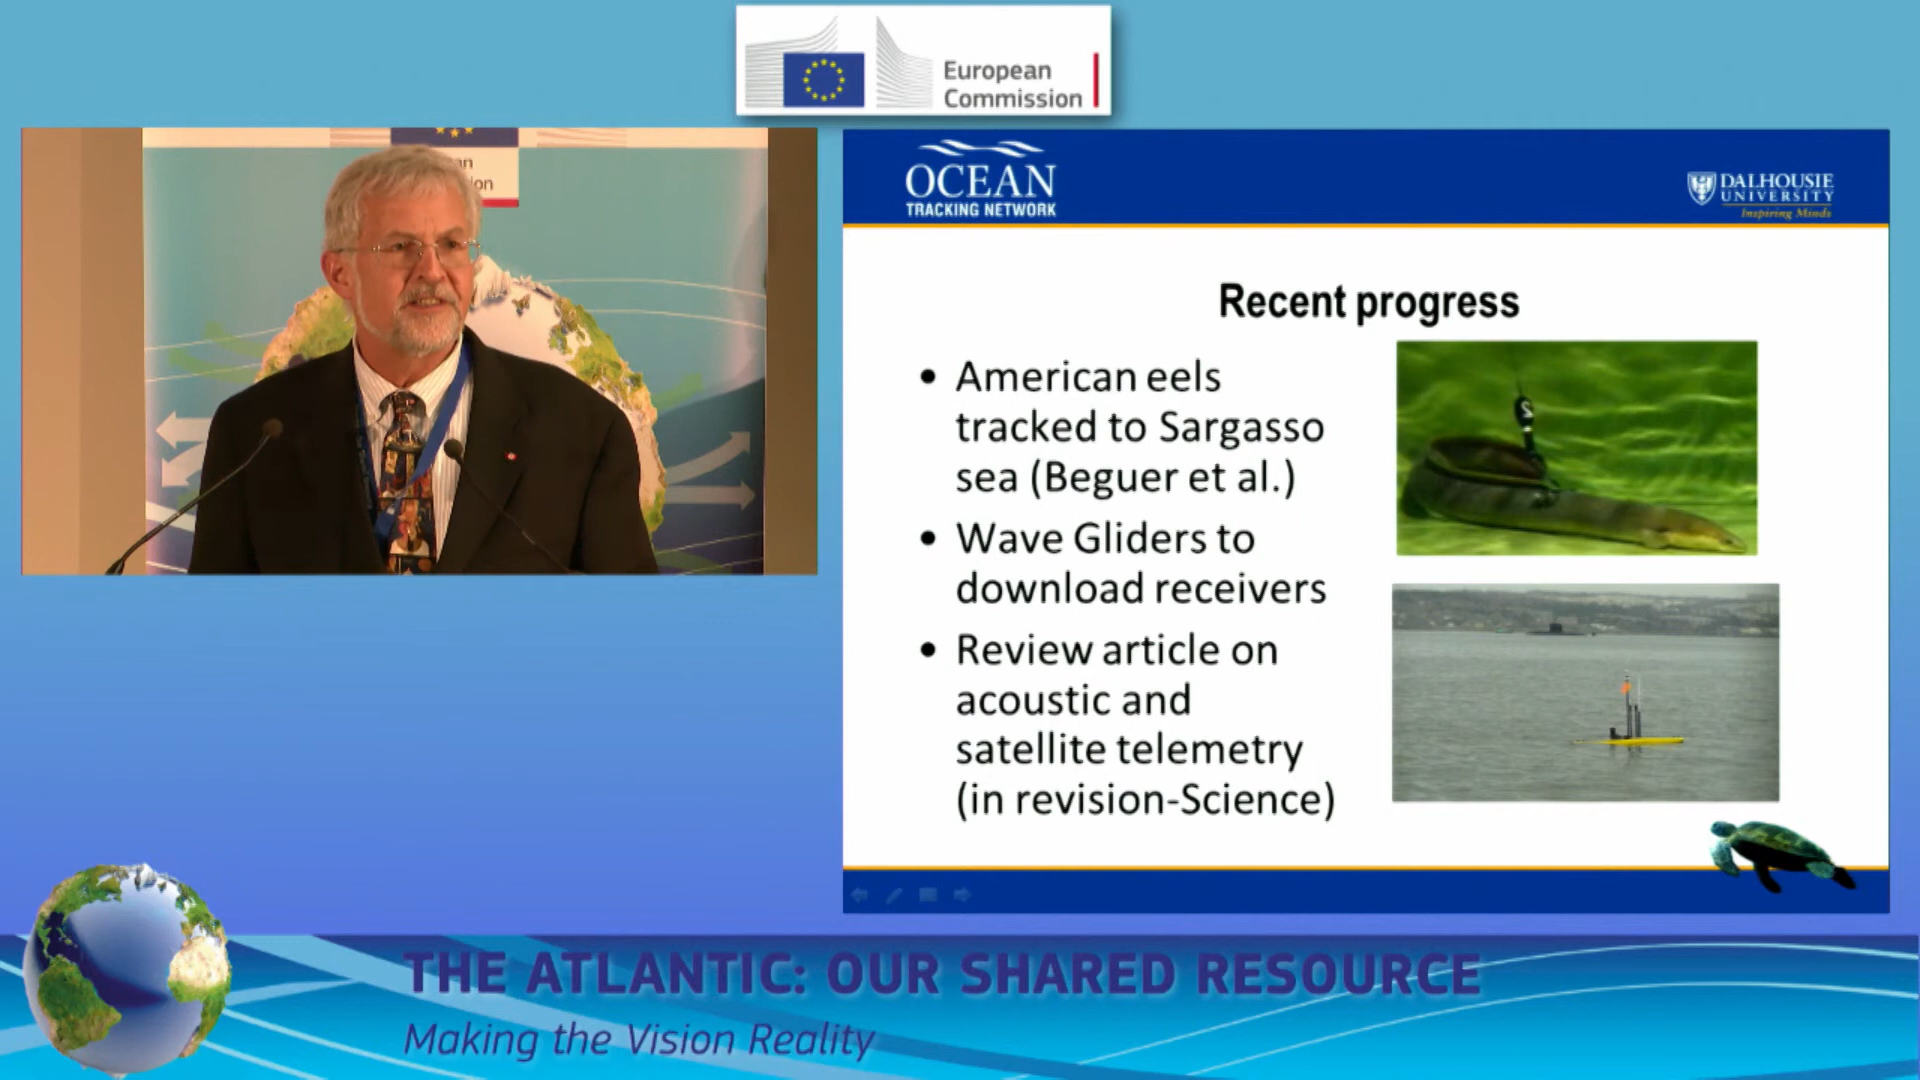 European
Commission
an
ion
OCEAN
TRACKING NETWORK
DALHOUSIE
UNIVERSITY
Inspiring Minds
Recent progress
• American eels
tracked to Sargasso
sea (Beguer et al.)
• Wave Gliders to
download receivers
• Review article on
acoustic and
satellite telemetry
(in revision-Science)
THE ATLANTIC: OUR SHARED RESOURCE
Making the Vision Reality